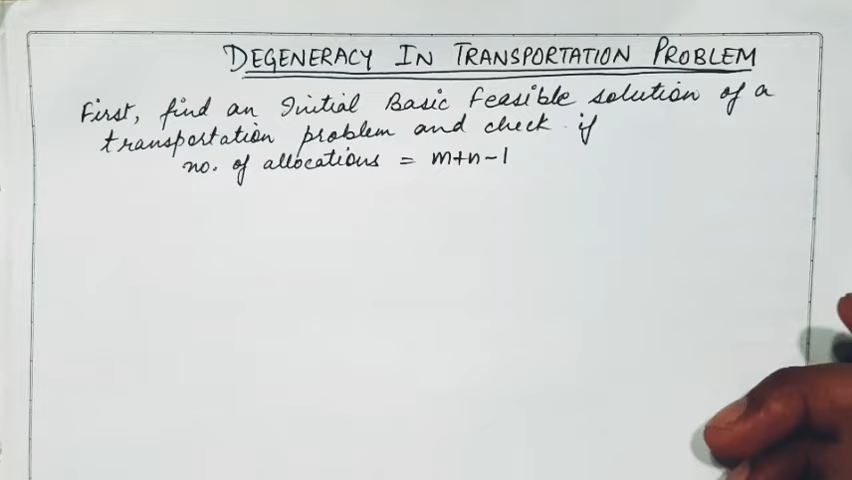 DEGENERACY IN TRANSPORTATION PROBLEM
First, find an Initial Basic Feasible solution of a
transportation problem and check if
no. of allocations = m+n-1